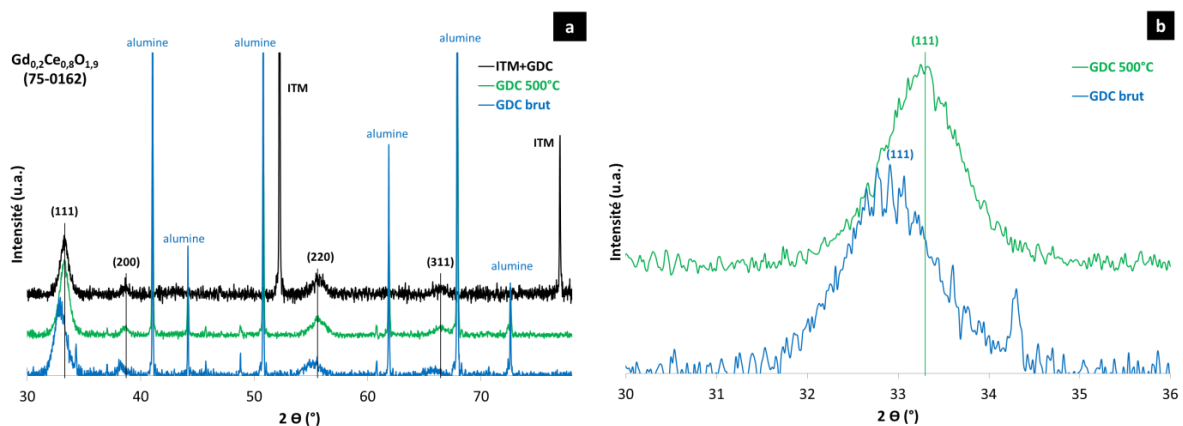 a
Gd0,2Ce0,8O1,9
(75-0162)
alumine
alumine
alumine
ITM+GDC
GDC 500°C
GDC brut
ITM
alumine
ITM
(111)
alumine
(200)
(220)
(311)
alumine
Intensité (u.a.)
30
40
50
60
70
2 Ɵ (°)
b
(111)
GDC 500°C
GDC brut
(111)
Intensité (u.a.)
30
31
32
33
34
35
36
2 Ɵ (°)